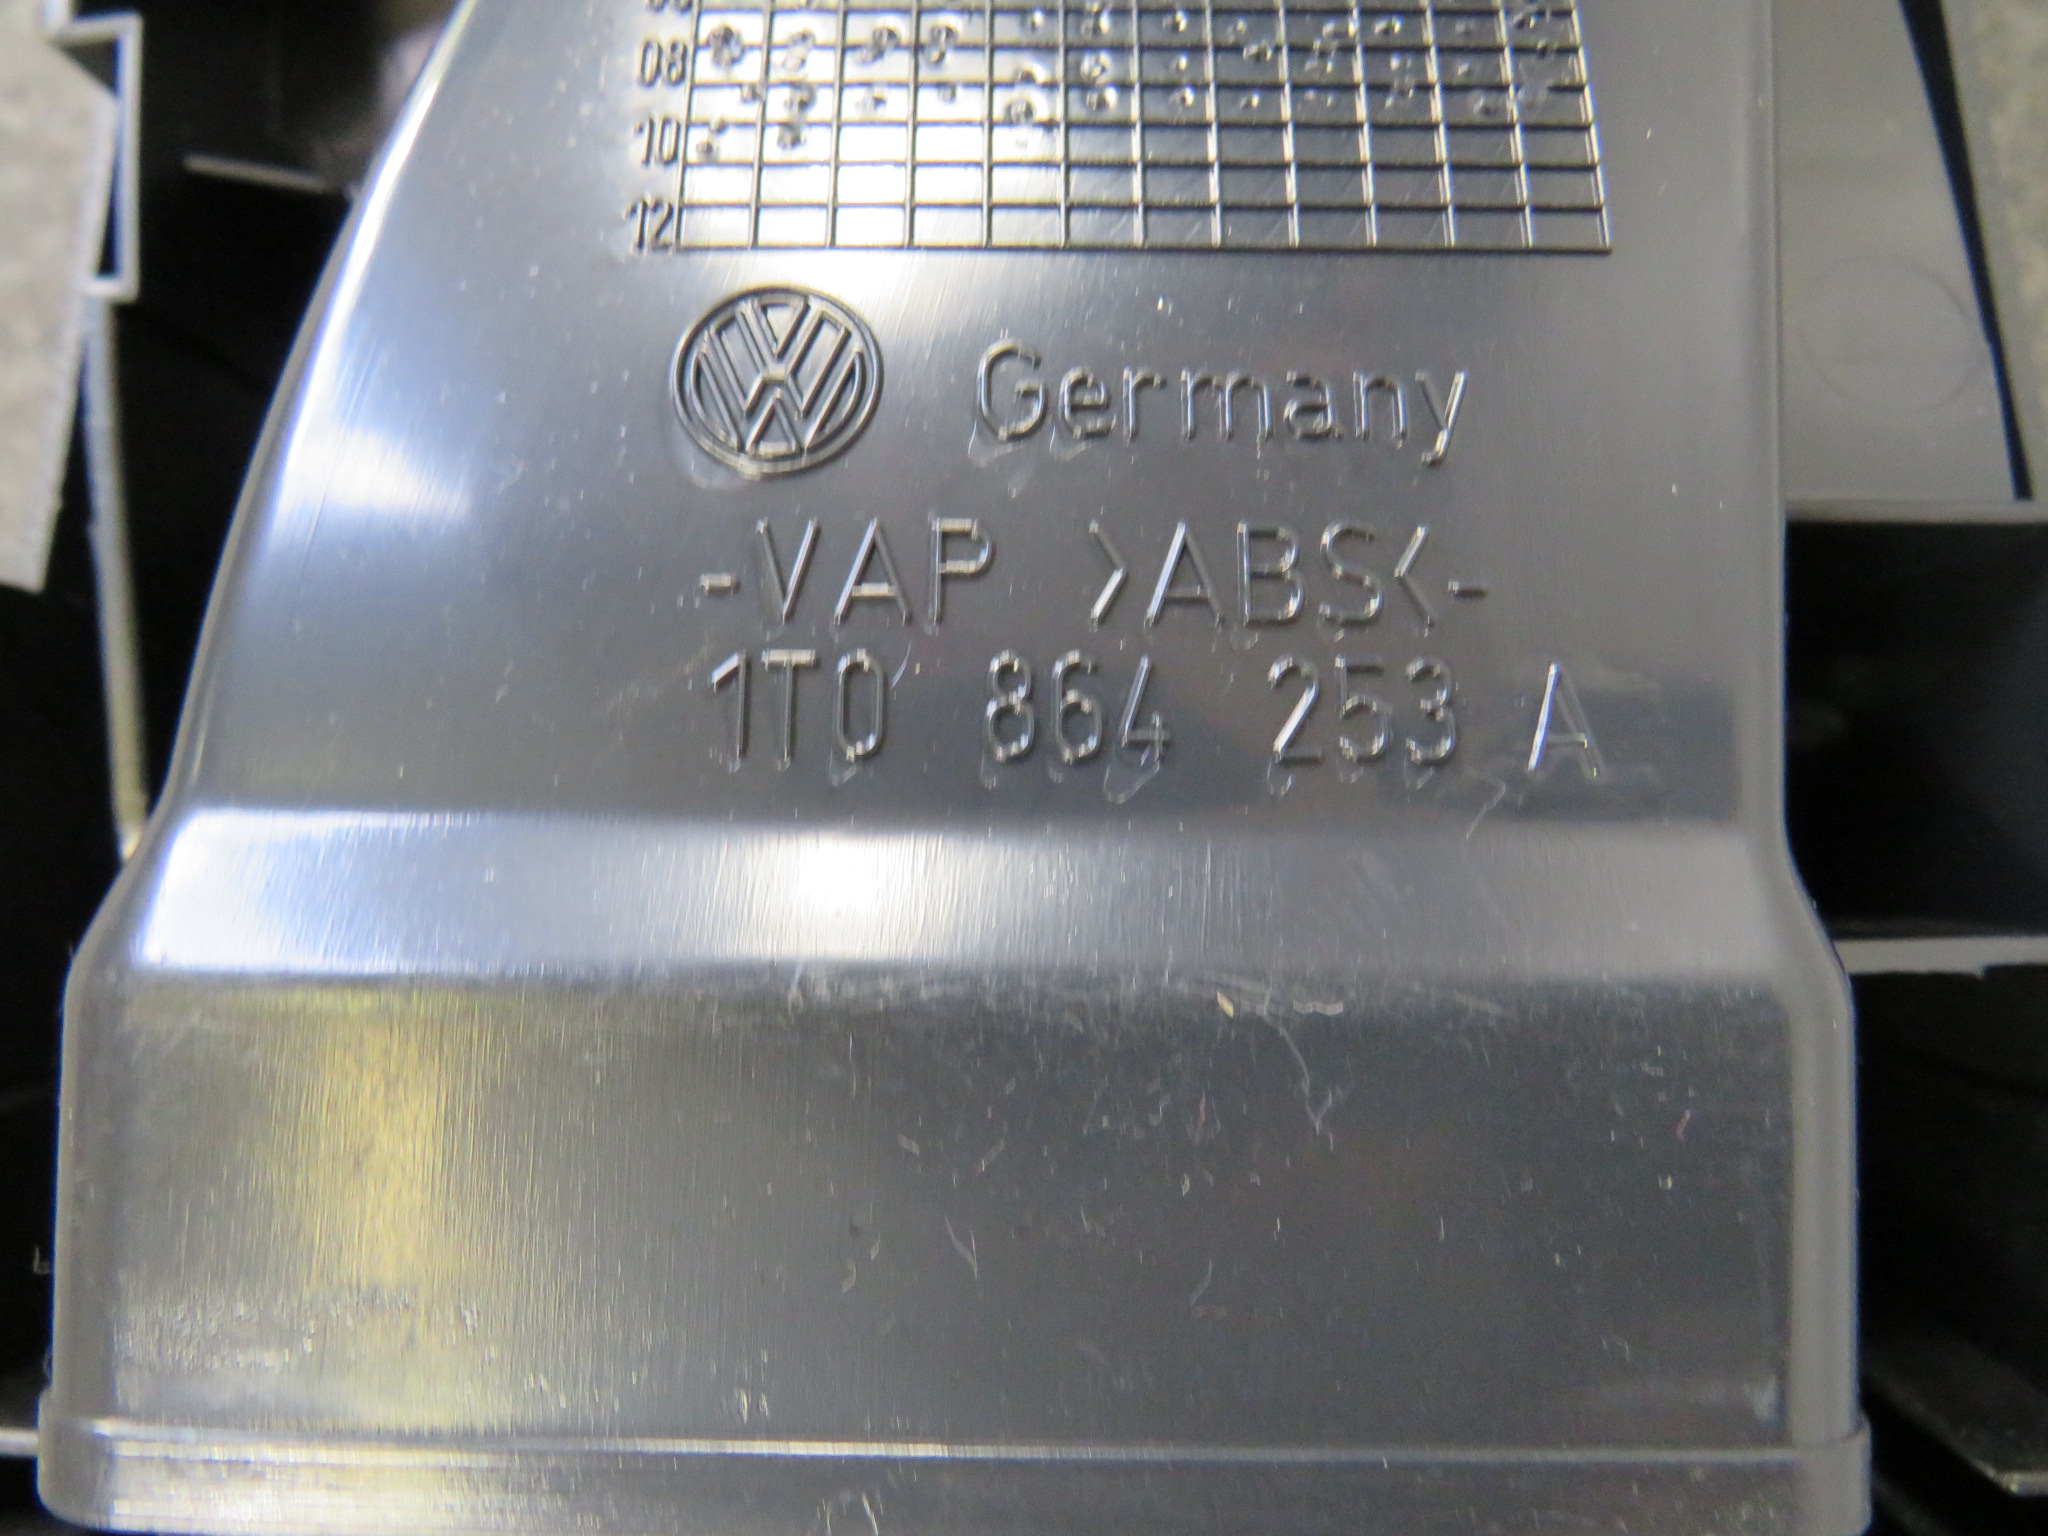 08
10
12
Germany
-VAP >ABS<-
1T0 864 253 A